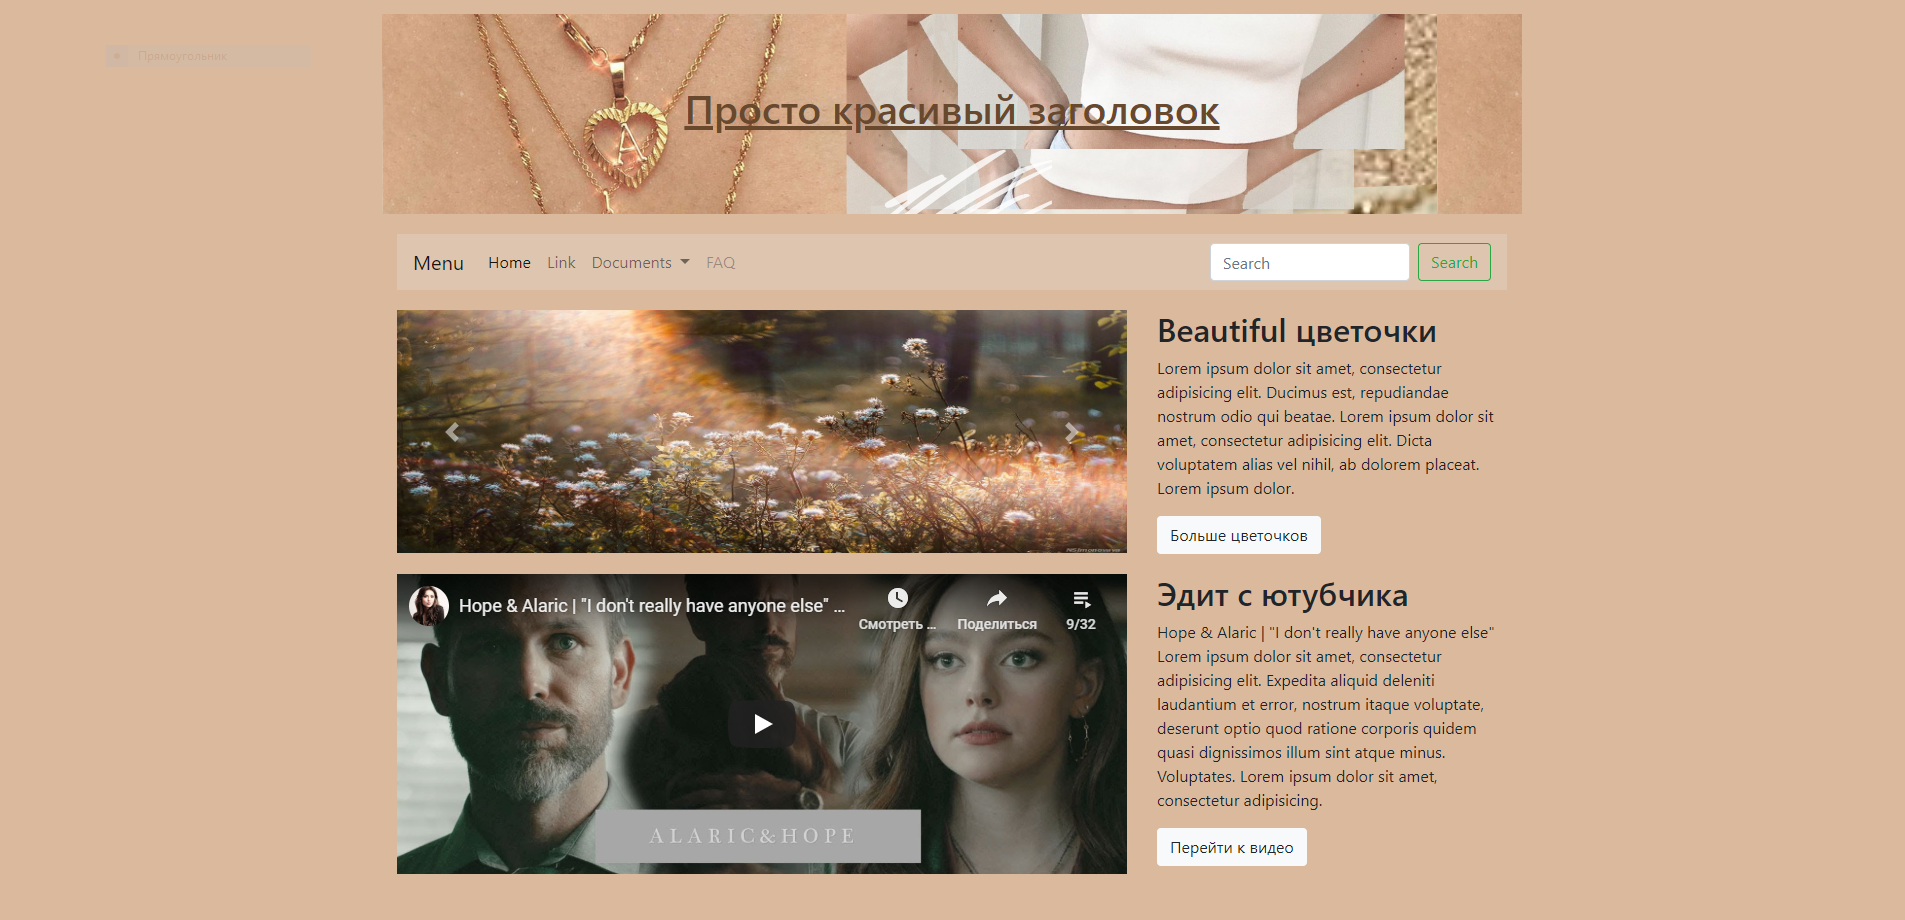 Прямоугольник
Просто красивый заголовок
Menu Home Link Documents FAQ Search Search
Beautiful цветочки
Lorem ipsum dolor sit amet, consectetur
adipisicing elit. Ducimus est, repudiandae
nostrum odio qui beatae. Lorem ipsum dolor sit
amet, consectetur adipisicing elit. Dicta
voluptatem alias vel nihil, ab dolorem placeat.
Lorem ipsum dolor.
Больше цветочков
Hope & Alaric | "I don't really have anyone else" ...
Смотреть ...
Поделиться
9/32
ALARIC&HOPE
Эдит с ютубчика
Hope & Alaric | "I don't really have anyone else"
Lorem ipsum dolor sit amet, consectetur
adipisicing elit. Expedita aliquid deleniti
laudantium et error, nostrum itaque voluptate,
deserunt optio quod ratione corporis quidem
quasi dignissimos illum sint atque minus.
Voluptates. Lorem ipsum dolor sit amet,
consectetur adipisicing.
Перейти к видео